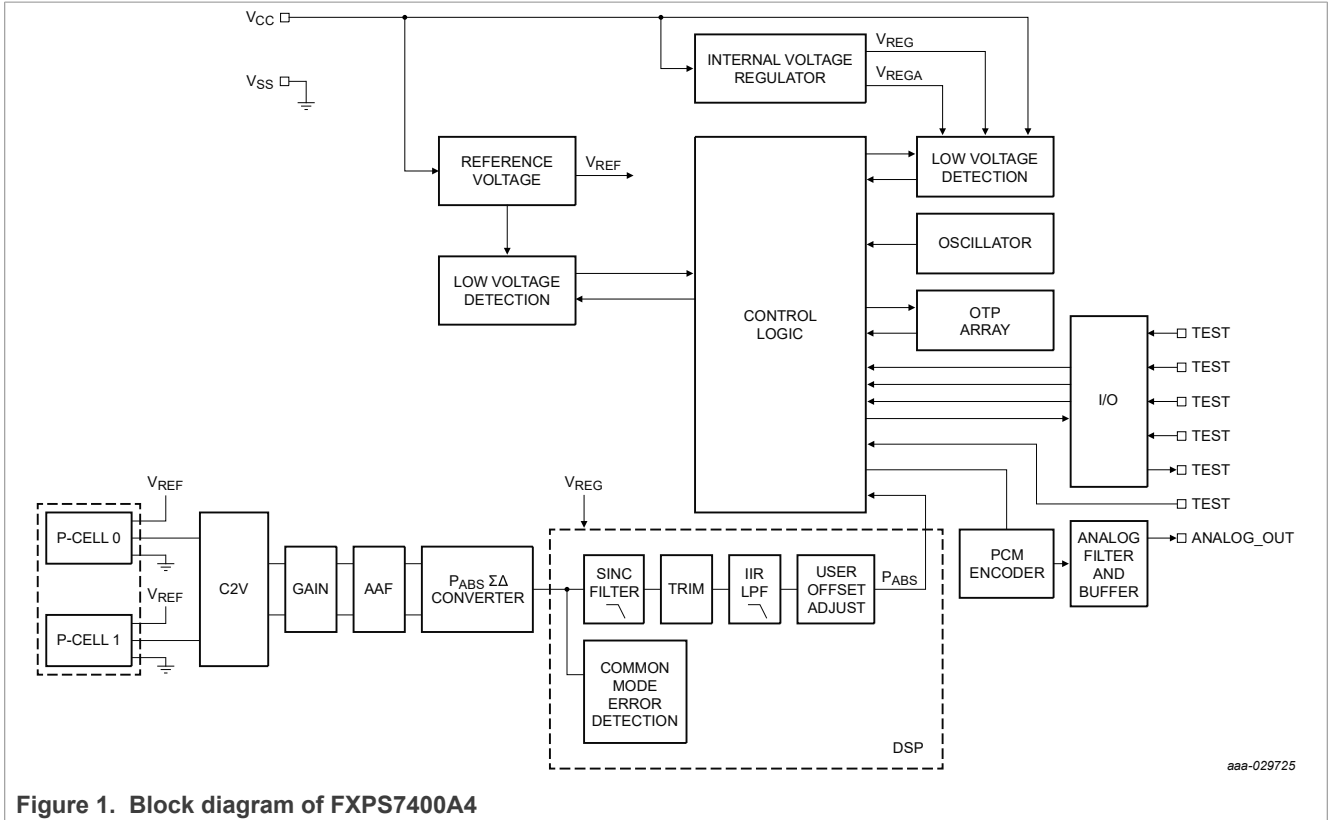 VCC
VSS
INTERNAL VOLTAGE
REGULATOR
VREG
VREGA
REFERENCE
VOLTAGE
VREF
LOW VOLTAGE
DETECTION
CONTROL
LOGIC
LOW VOLTAGE
DETECTION
OSCILLATOR
OTP
ARRAY
I/O
TEST
TEST
TEST
TEST
TEST
TEST
PCM
ENCODER
ANALOG
FILTER
AND
BUFFER
ANALOG_OUT
VREF
P-CELL 0
VREF
P-CELL 1
C2V
GAIN
AAF
PABS ΣΔ
CONVERTER
VREG
SINC
FILTER
TRIM
IIR
LPF
USER
OFFSET
ADJUST
PABS
COMMON
MODE
ERROR
DETECTION
DSP
aaa-029725
Figure 1. Block diagram of FXPS7400A4